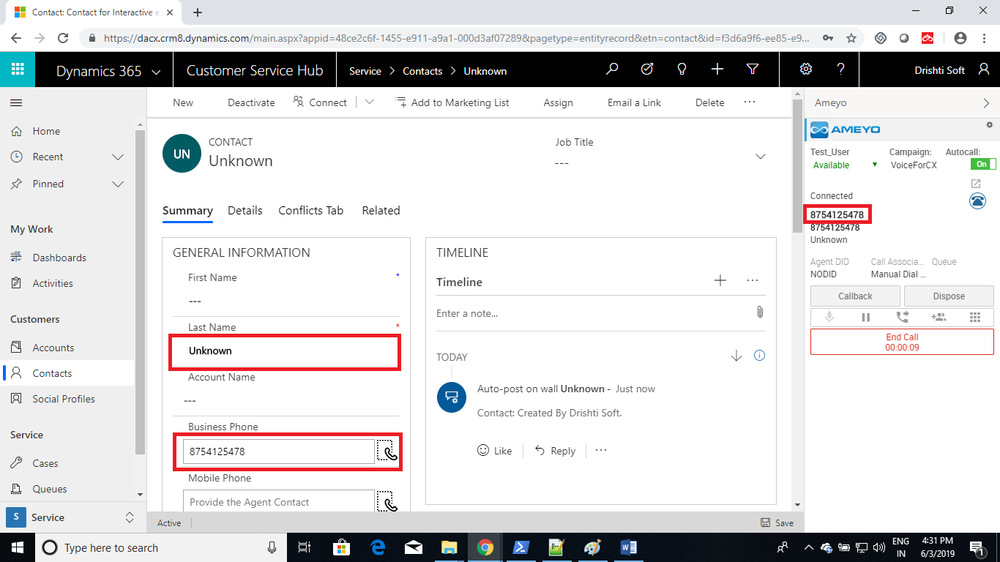 Contact: Contact for Interactive e
https://dacx.crm8.dynamics.com/main.aspx?appid=48ce2c6f-1455-e911-a9a1-000d3af07289&pagetype=entityrecord&etn=contact&id=f3d6a9f6-ee85-e9...
Dynamics 365
Customer Service Hub
Service > Contacts > Unknown
Drishti Soft
Home
Recent
Pinned
My Work
Dashboards
Activities
Customers
Accounts
Contacts
Social Profiles
Service
Cases
Queues
S Service
New Deactivate Connect Add to Marketing List Assign Email a Link Delete ...
UN
CONTACT
Unknown
Job Title
---
Summary Details Conflicts Tab Related
GENERAL INFORMATION
First Name +
---
Last Name *
Unknown
Account Name
---
Business Phone
8754125478
Mobile Phone
Provide the Agent Contact
TIMELINE
Timeline
Enter a note...
TODAY
Auto-post on wall Unknown - Just now
Contact: Created By Drishti Soft.
Like Reply ...
Active
Save
Ameyo
AMEYO
Test_User Campaign: Autocall:
Available VoiceForCX On
Connected
8754125478
8754125478
Unknown
Agent DID Call Associa... Queue
NODID Manual Dial ...
Callback Dispose
End Call
00:00:09
Type here to search
ENG
IN
4:31 PM
6/3/2019
1